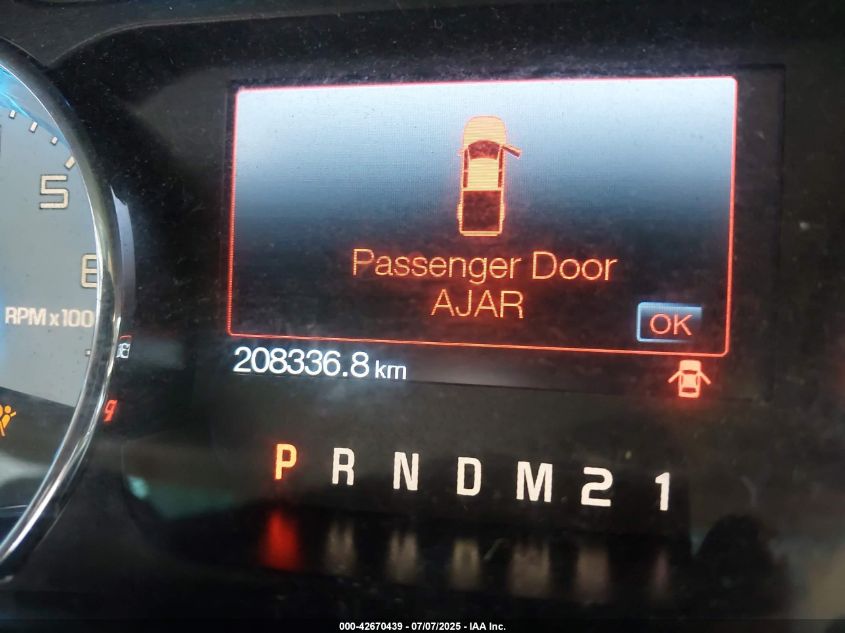 5
6
RPM x100
Passenger Door
AJAR
OK
208336.8 km
P R N D M 2 1
000-42670439 - 07/07/2025 - IAA Inc.